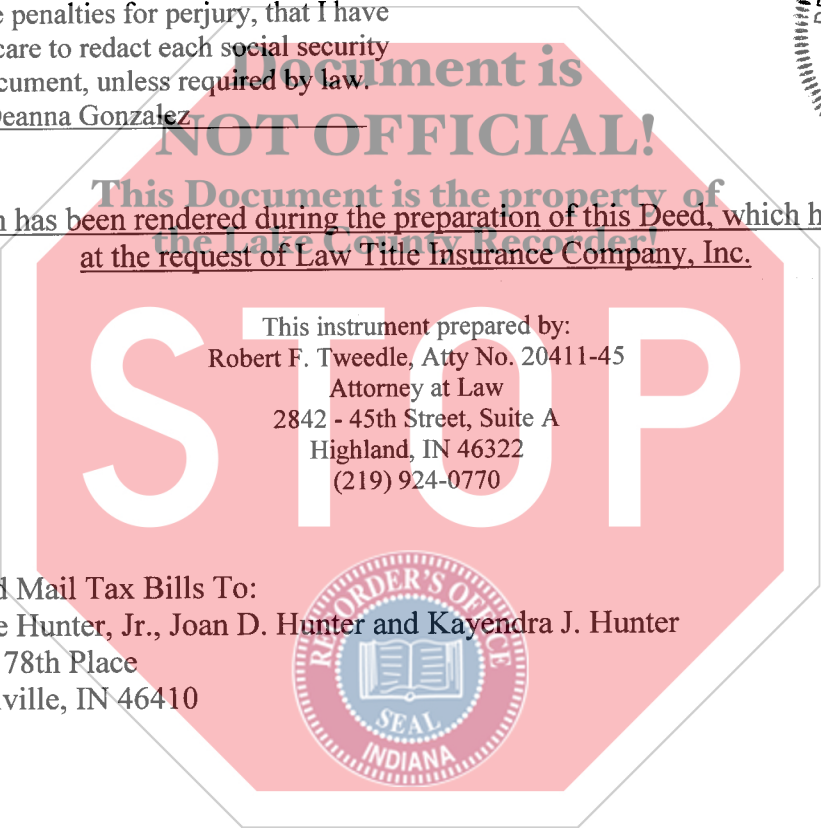 e penalties for perjury, that I have
care to redact each social security
cument, unless required by law.
Deanna Gonzalez
Document is
NOT OFFICIAL!
This Document is the property of
the Lake County Recorder!
n has been rendered during the preparation of this Deed, which h
at the request of Law Title Insurance Company, Inc.
STOP
This instrument prepared by:
Robert F. Tweedle, Atty No. 20411-45
Attorney at Law
2842 - 45th Street, Suite A
Highland, IN 46322
(219) 924-0770
d Mail Tax Bills To:
e Hunter, Jr., Joan D. Hunter and Kayendra J. Hunter
78th Place
ville, IN 46410
RECORDER'S OFFICE
SEAL
INDIANA